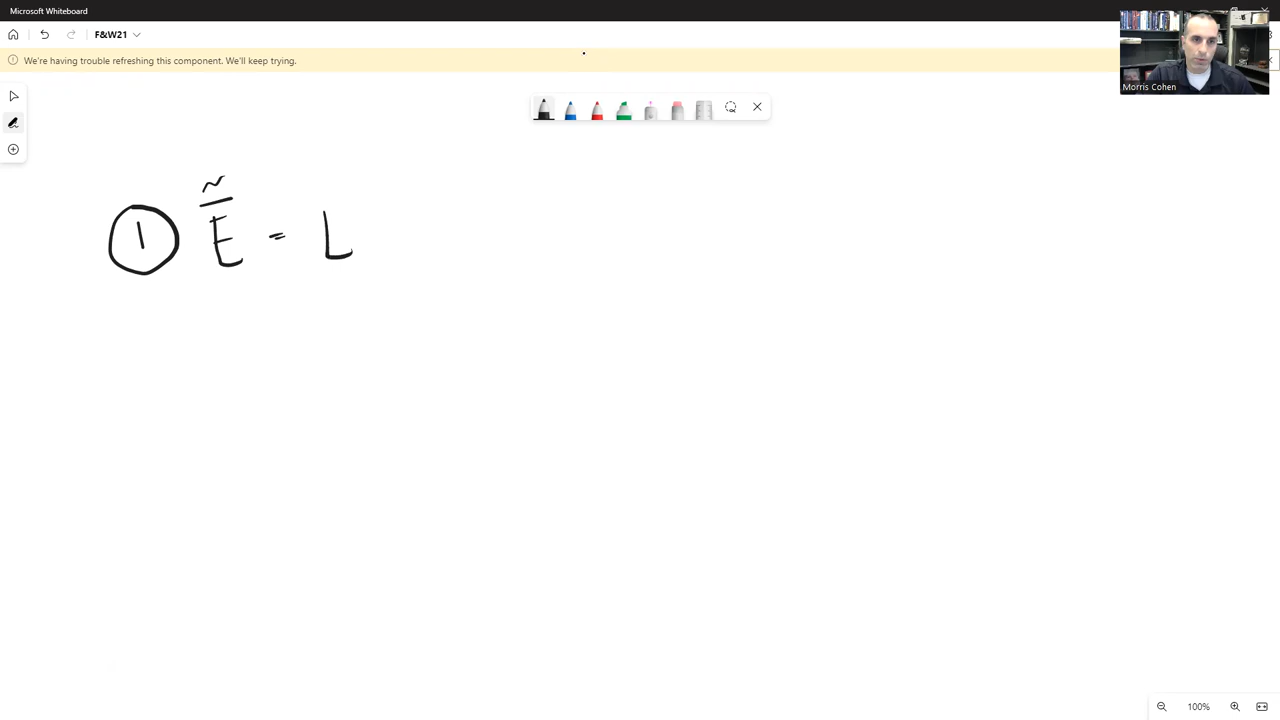 Microsoft Whiteboard
F&W21
We're having trouble refreshing this component. We'll keep trying.
Morris Cohen
① Ẽ̅ = L
100%